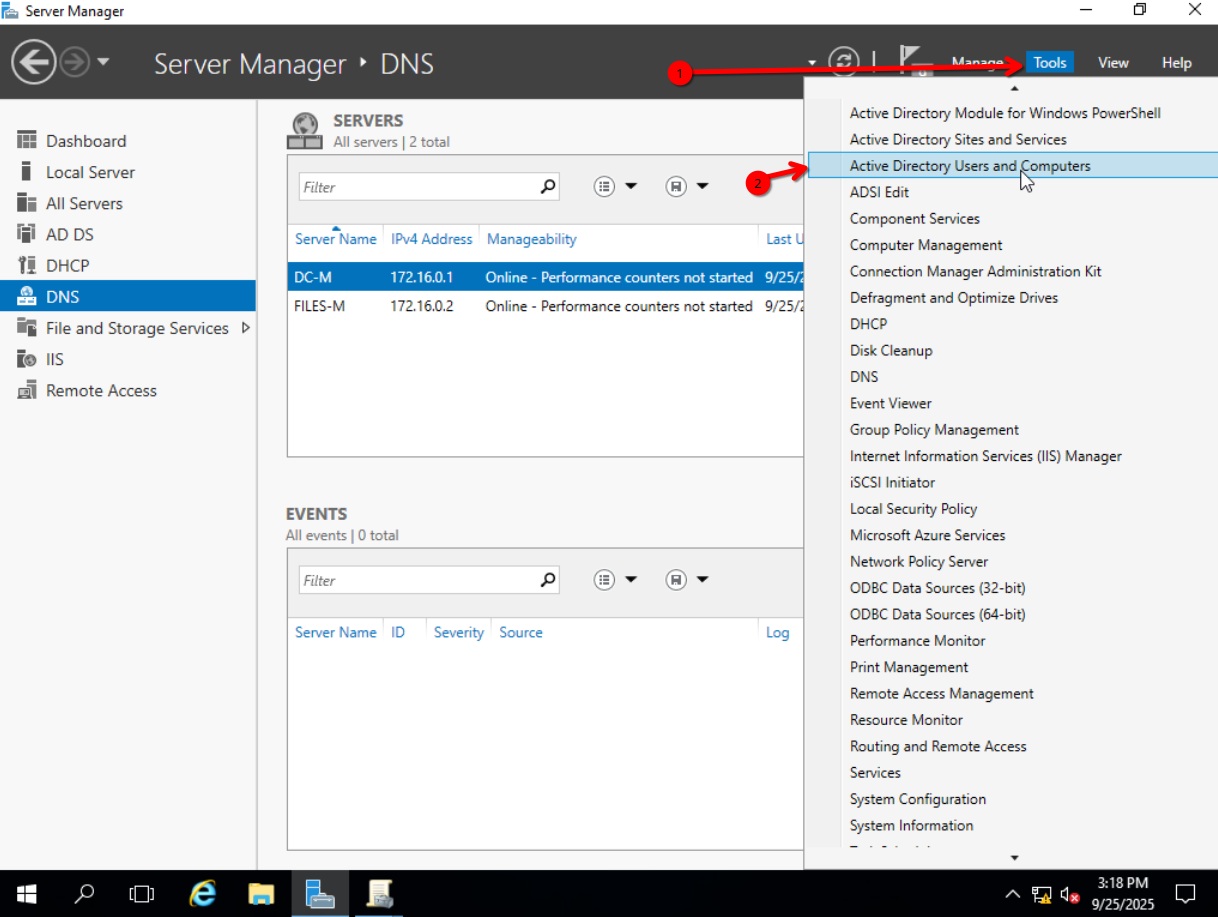 Server Manager
Server Manager • DNS
1
Manage
Tools
View
Help
Dashboard
Local Server
All Servers
AD DS
DHCP
DNS
File and Storage Services
IIS
Remote Access
SERVERS
All servers | 2 total
Filter
Server Name IPv4 Address Manageability Last U
DC-M 172.16.0.1 Online - Performance counters not started 9/25/2
FILES-M 172.16.0.2 Online - Performance counters not started 9/25/2
EVENTS
All events | 0 total
Filter
Server Name ID Severity Source Log
2
Active Directory Module for Windows PowerShell
Active Directory Sites and Services
Active Directory Users and Computers
ADSI Edit
Component Services
Computer Management
Connection Manager Administration Kit
Defragment and Optimize Drives
DHCP
Disk Cleanup
DNS
Event Viewer
Group Policy Management
Internet Information Services (IIS) Manager
iSCSI Initiator
Local Security Policy
Microsoft Azure Services
Network Policy Server
ODBC Data Sources (32-bit)
ODBC Data Sources (64-bit)
Performance Monitor
Print Management
Remote Access Management
Resource Monitor
Routing and Remote Access
Services
System Configuration
System Information
3:18 PM
9/25/2025